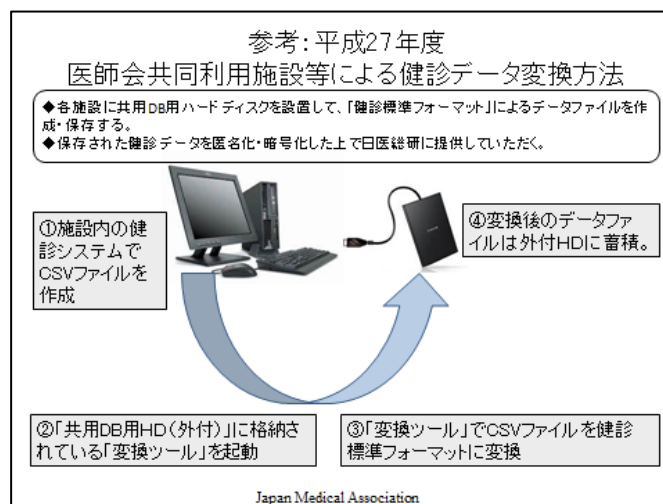 参考:平成27年度
医師会共同利用施設等による健診データ変換方法
◆各施設に共用DB用ハードディスクを設置して、「健診標準フォーマット」によるデータファイルを作
成・保存する。
◆保存された健診データを匿名化・暗号化した上で日医総研に提供していただく。
①施設内の健
診システムで
CSVファイルを
作成
④変換後のデータファ
イルは外付HDに蓄積。
②「共用DB用HD(外付)」に格納さ
れている「変換ツール」を起動
③「変換ツール」でCSVファイルを健診
標準フォーマットに変換
Japan Medical Association